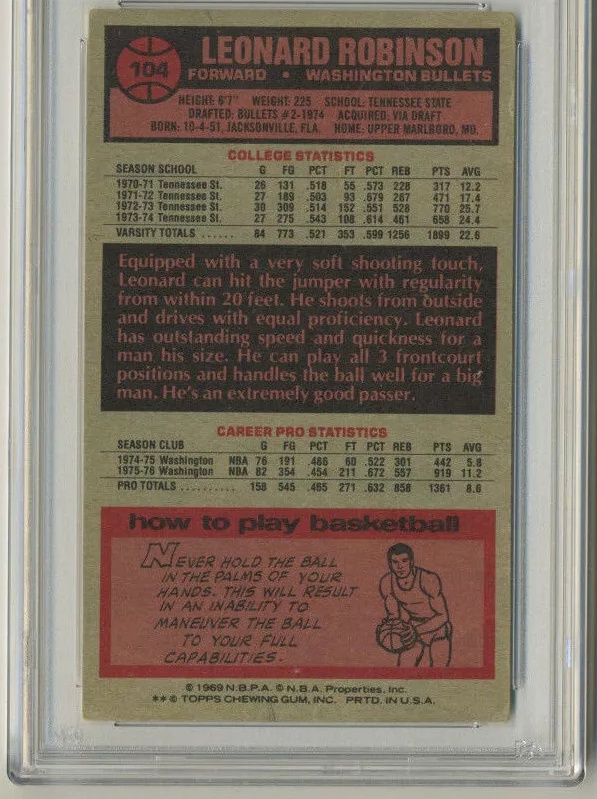 104
LEONARD ROBINSON
FORWARD • WASHINGTON BULLETS
HEIGHT: 6'7" WEIGHT: 225 SCHOOL: TENNESSEE STATE
DRAFTED: BULLETS #2-1974 ACQUIRED: VIA DRAFT
BORN: 10-4-51, JACKSONVILLE, FLA. HOME: UPPER MARLBORO, MD.
COLLEGE STATISTICS
SEASON SCHOOL G FG PCT FT PCT REB PTS AVG
1970-71 Tennessee St. 26 131 .518 55 .573 228 317 12.2
1971-72 Tennessee St. 27 189 .503 93 .679 267 471 17.4
1972-73 Tennessee St. 30 309 .514 152 .551 528 770 25.7
1973-74 Tennessee St. 27 275 .543 108 .614 461 658 24.4
VARSITY TOTALS ...... 84 773 .521 353 .599 1256 1899 22.6
Equipped with a very soft shooting touch,
Leonard can hit the jumper with regularity
from within 20 feet. He shoots from outside
and drives with equal proficiency. Leonard
has outstanding speed and quickness for a
man his size. He can play all 3 frontcourt
positions and handles the ball well for a big
man. He's an extremely good passer.
CAREER PRO STATISTICS
SEASON CLUB G FG PCT FT PCT REB PTS AVG
1974-75 Washington NBA 76 191 .486 60 .522 301 442 5.8
1975-76 Washington NBA 82 354 .454 211 .672 557 919 11.2
PRO TOTALS .......... 158 545 .465 271 .632 858 1361 8.6
how to play basketball
NEVER HOLD THE BALL
IN THE PALMS OF YOUR
HANDS. THIS WILL RESULT
IN AN INABILITY TO
MANEUVER THE BALL
TO YOUR FULL
CAPABILITIES.
© 1969 N.B.P.A. © N.B.A. Properties, Inc.
** © TOPPS CHEWING GUM, INC. PRTD. IN U.S.A.